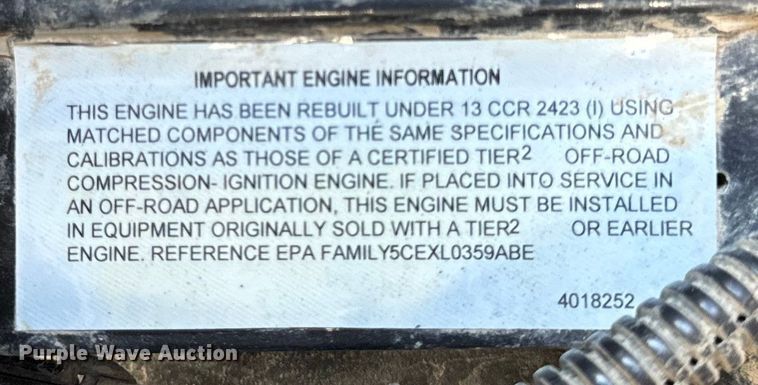 IMPORTANT ENGINE INFORMATION
THIS ENGINE HAS BEEN REBUILT UNDER 13 CCR 2423 (I) USING
MATCHED COMPONENTS OF THE SAME SPECIFICATIONS AND
CALIBRATIONS AS THOSE OF A CERTIFIED TIER2 OFF-ROAD
COMPRESSION- IGNITION ENGINE. IF PLACED INTO SERVICE IN
AN OFF-ROAD APPLICATION, THIS ENGINE MUST BE INSTALLED
IN EQUIPMENT ORIGINALLY SOLD WITH A TIER2 OR EARLIER
ENGINE. REFERENCE EPA FAMILY5CEXL0359ABE
4018252
Purple Wave Auction